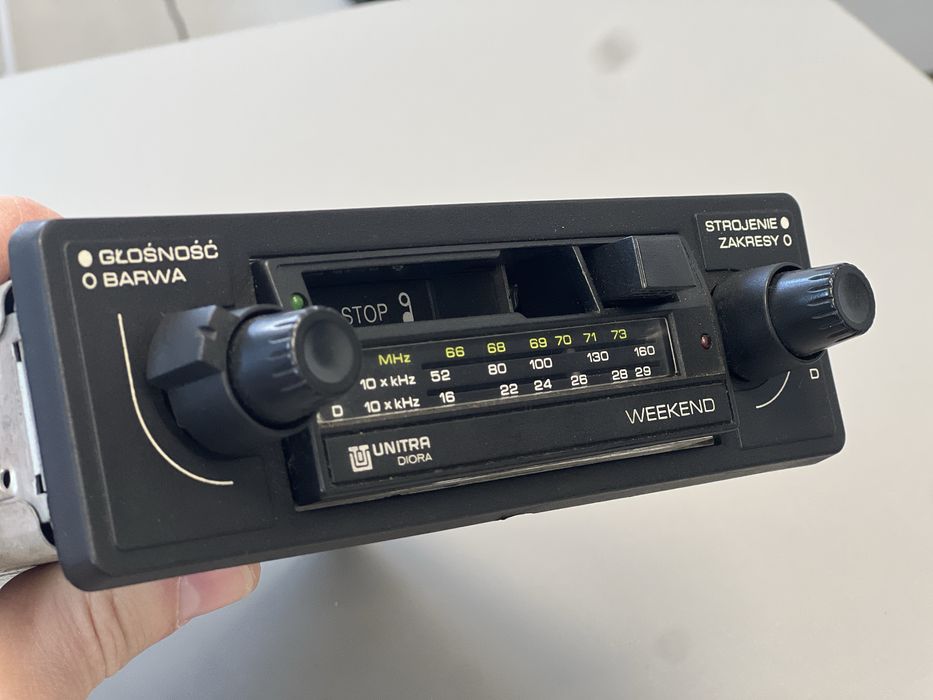 GŁOŚNOŚĆ
BARWA
STROJENIE
ZAKRESY
STOP
MHz 66 68 69 70 71 73
10 x kHz 52 80 100 130 160
D 10 x kHz 16 22 24 26 28 29
D
WEEKEND
UNITRA
DIORA